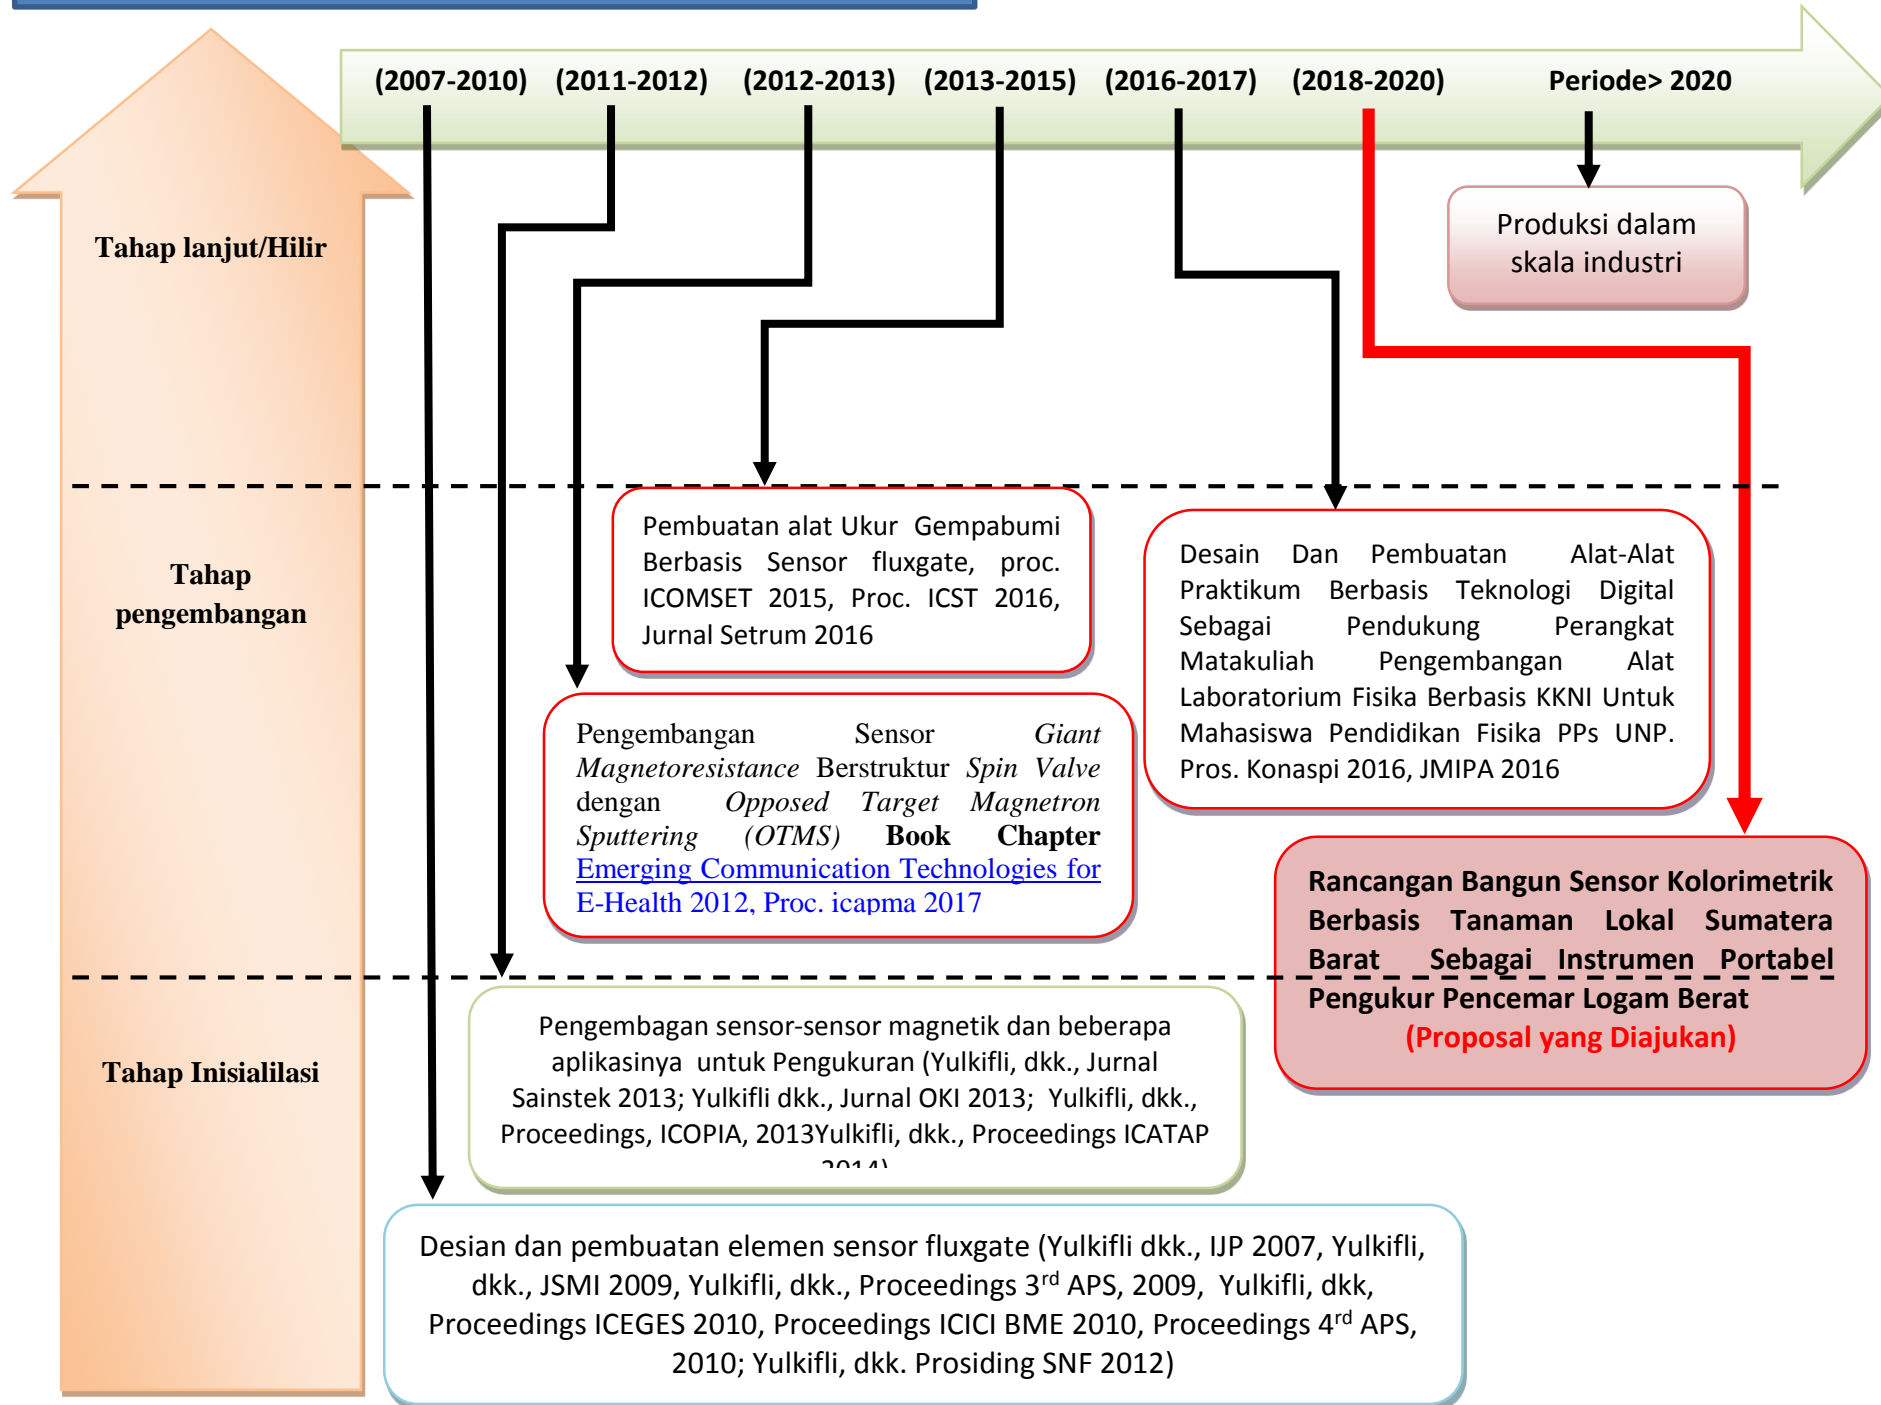 (2007-2010) (2011-2012) (2012-2013) (2013-2015) (2016-2017) (2018-2020) Periode> 2020
Produksi dalam
skala industri
Tahap lanjut/Hilir
Tahap
pengembangan
Tahap Inisialilasi
Pembuatan alat Ukur Gempabumi
Berbasis Sensor fluxgate, proc.
ICOMSET 2015, Proc. ICST 2016,
Jurnal Setrum 2016
Desain Dan Pembuatan Alat-Alat
Praktikum Berbasis Teknologi Digital
Sebagai Pendukung Perangkat
Matakuliah Pengembangan Alat
Laboratorium Fisika Berbasis KKNI Untuk
Mahasiswa Pendidikan Fisika PPs UNP.
Pros. Konaspi 2016, JMIPA 2016
Pengembangan Sensor Giant
Magnetoresistance Berstruktur Spin Valve
dengan Opposed Target Magnetron
Sputtering (OTMS) Book Chapter
Emerging Communication Technologies for
E-Health 2012, Proc. icapma 2017
Rancangan Bangun Sensor Kolorimetrik
Berbasis Tanaman Lokal Sumatera
Barat Sebagai Instrumen Portabel
Pengukur Pencemar Logam Berat
(Proposal yang Diajukan)
Pengembagan sensor-sensor magnetik dan beberapa
aplikasinya untuk Pengukuran (Yulkifli, dkk., Jurnal
Sainstek 2013; Yulkifli dkk., Jurnal OKI 2013; Yulkifli, dkk.,
Proceedings, ICOPIA, 2013Yulkifli, dkk., Proceedings ICATAP
2014)
Desian dan pembuatan elemen sensor fluxgate (Yulkifli dkk., IJP 2007, Yulkifli,
dkk., JSMI 2009, Yulkifli, dkk., Proceedings 3rd APS, 2009, Yulkifli, dkk,
Proceedings ICEGES 2010, Proceedings ICICI BME 2010, Proceedings 4rd APS,
2010; Yulkifli, dkk. Prosiding SNF 2012)